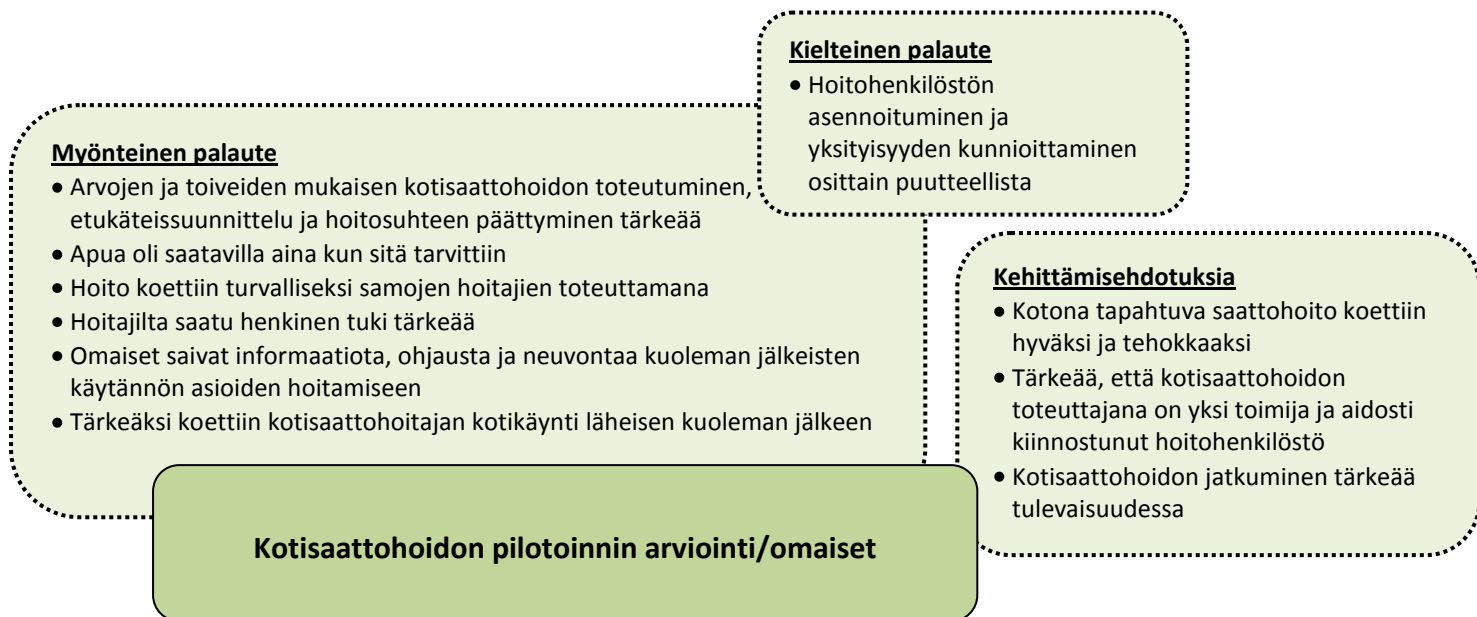 Kielteinen palaute
• Hoitohenkilöstön
asennoituminen ja
yksityisyyden kunnioittaminen
osittain puutteellista
Myönteinen palaute
• Arvojen ja toiveiden mukaisen kotisaattohoidon toteutuminen,
etukäteissuunnittelu ja hoitosuhteen päättyminen tärkeää
• Apua oli saatavilla aina kun sitä tarvittiin
• Hoito koettiin turvalliseksi samojen hoitajien toteuttamana
• Hoitajilta saatu henkinen tuki tärkeää
• Omaiset saivat informaatiota, ohjausta ja neuvontaa kuoleman jälkeisten
käytännön asioiden hoitamiseen
• Tärkeäksi koettiin kotisaattohoitajan kotikäynti läheisen kuoleman jälkeen
Kehittämisehdotuksia
• Kotona tapahtuva saattohoito koettiin
hyväksi ja tehokkaaksi
• Tärkeää, että kotisaattohoidon
toteuttajana on yksi toimija ja aidosti
kiinnostunut hoitohenkilöstö
• Kotisaattohoidon jatkuminen tärkeää
tulevaisuudessa
Kotisaattohoidon pilotoinnin arviointi/omaiset